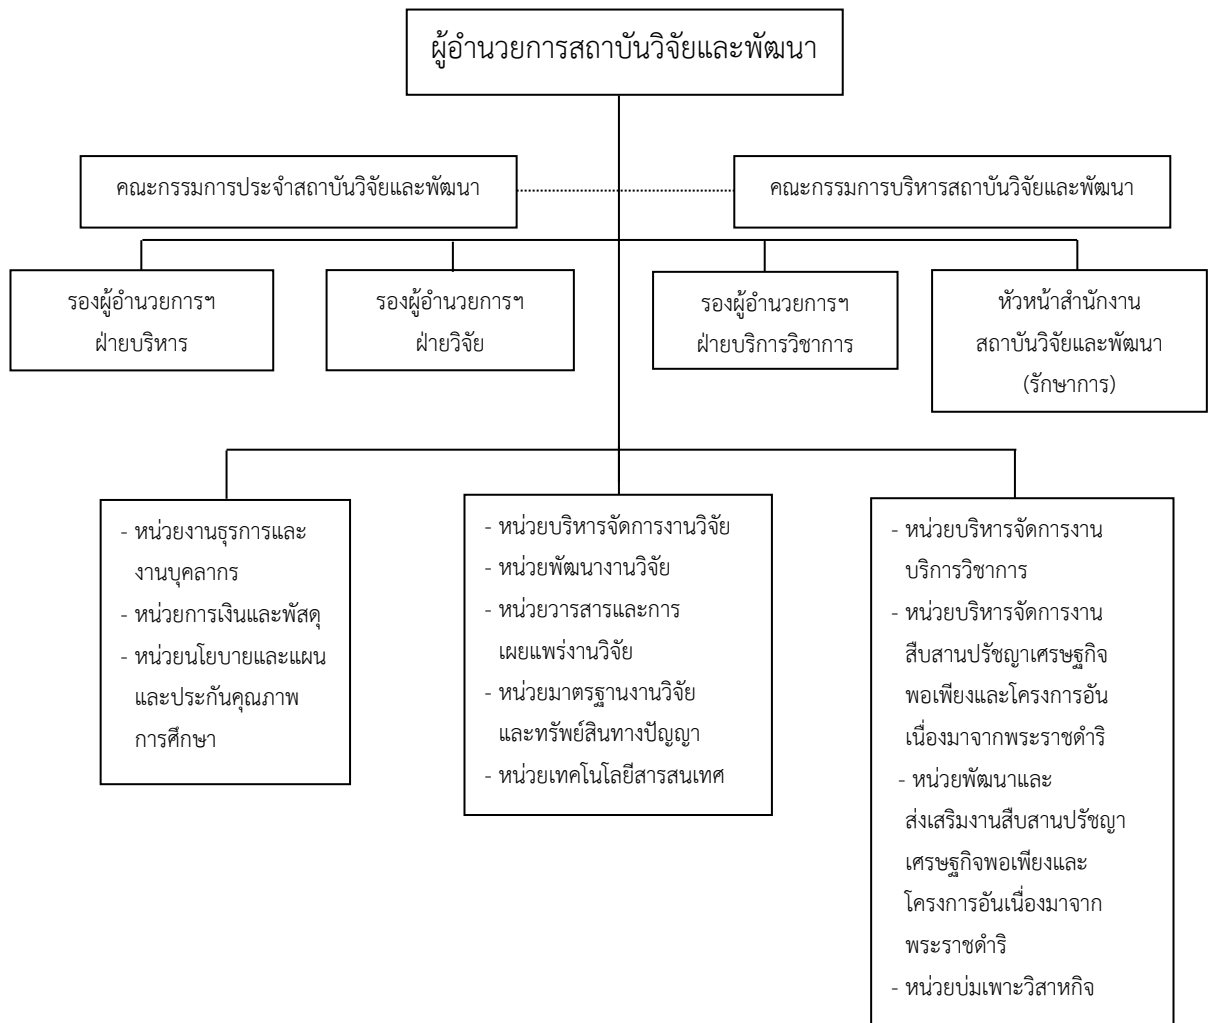 ผู้อำนวยการสถาบันวิจัยและพัฒนา
คณะกรรมการประจำสถาบันวิจัยและพัฒนา
คณะกรรมการบริหารสถาบันวิจัยและพัฒนา
รองผู้อำนวยการฯ
ฝ่ายบริหาร
รองผู้อำนวยการฯ
ฝ่ายวิจัย
รองผู้อำนวยการฯ
ฝ่ายบริการวิชาการ
หัวหน้าสำนักงาน
สถาบันวิจัยและพัฒนา
(รักษาการ)
- หน่วยงานธุรการและ
งานบุคลากร
- หน่วยการเงินและพัสดุ
- หน่วยนโยบายและแผน
และประกันคุณภาพ
การศึกษา
- หน่วยบริหารจัดการงานวิจัย
- หน่วยพัฒนางานวิจัย
- หน่วยวารสารและการ
เผยแพร่งานวิจัย
- หน่วยมาตรฐานงานวิจัย
และทรัพย์สินทางปัญญา
- หน่วยเทคโนโลยีสารสนเทศ
- หน่วยบริหารจัดการงาน
บริการวิชาการ
- หน่วยบริหารจัดการงาน
สืบสานปรัชญาเศรษฐกิจ
พอเพียงและโครงการอัน
เนื่องมาจากพระราชดำริ
- หน่วยพัฒนาและ
ส่งเสริมงานสืบสานปรัชญา
เศรษฐกิจพอเพียงและ
โครงการอันเนื่องมาจาก
พระราชดำริ
- หน่วยบ่มเพาะวิสาหกิจ